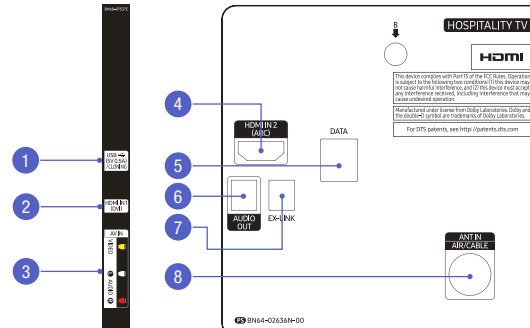 BN68-07537E
1
USB
(5V 0.5A)
/CLONING
2
HDMI IN 1
(DVI)
3
AV IN
VIDEO
AUDIO
4
HDMI IN 2
(ARC)
5
DATA
6
AUDIO
OUT
EX-LINK
7
8
ANT IN
AIR/CABLE
B
HOSPITALITY TV
HDMI
This device complies with Part 15 of the FCC Rules. Operation
is subject to the following two conditions:(1) this device may
not cause harmful interference, and (2) this device must accept
any interference received, including interference that may
cause undesired operation.
Manufactured under license from Dolby Laboratories. Dolby and
the double-D symbol are trademarks of Dolby Laboratories.
For DTS patents, see http://patents.dts.com
PS BN64-02636N-00